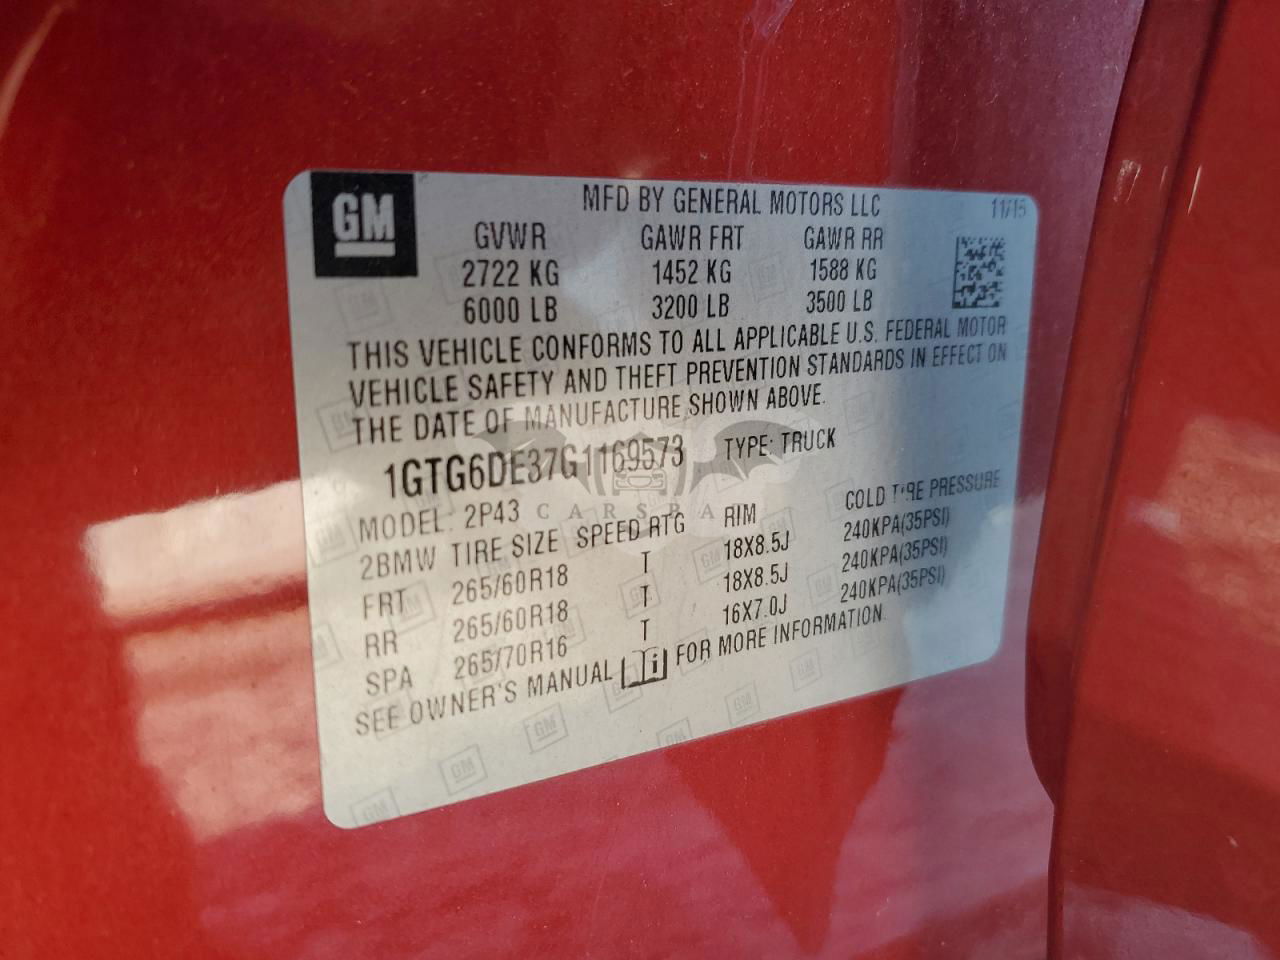 GM
MFD BY GENERAL MOTORS LLC 11/15
GVWR GAWR FRT GAWR RR
2722 KG 1452 KG 1588 KG
6000 LB 3200 LB 3500 LB
THIS VEHICLE CONFORMS TO ALL APPLICABLE U.S. FEDERAL MOTOR
VEHICLE SAFETY AND THEFT PREVENTION STANDARDS IN EFFECT ON
THE DATE OF MANUFACTURE SHOWN ABOVE.
1GTG6DE37G1169573 TYPE: TRUCK
CARSBA
MODEL: 2P43
2BMW TIRE SIZE SPEED RTG RIM COLD TIRE PRESSURE
FRT 265/60R18 T 18X8.5J 240KPA(35PSI)
RR 265/60R18 T 18X8.5J 240KPA(35PSI)
SPA 265/70R16 T 16X7.0J 240KPA(35PSI)
SEE OWNER'S MANUAL i FOR MORE INFORMATION.